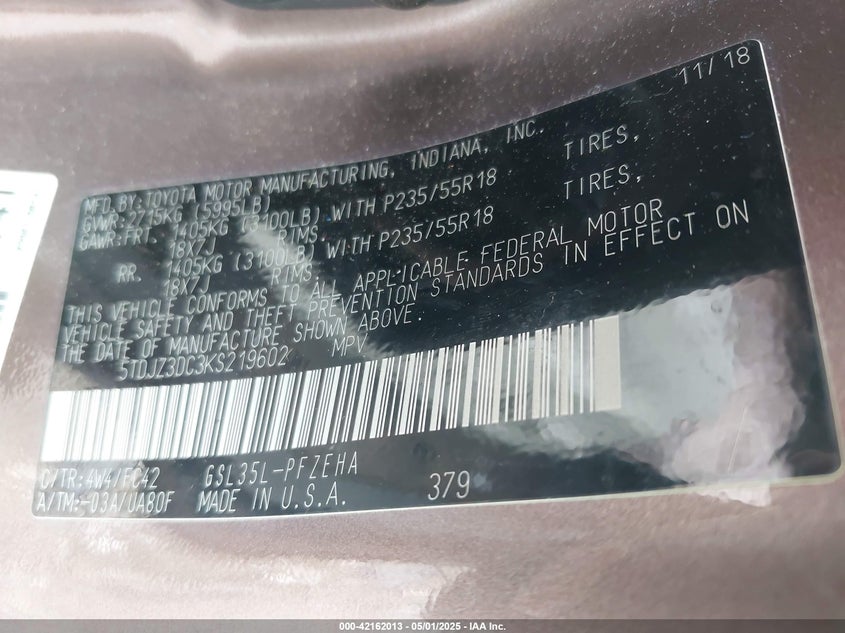 11/18
MFD.BY:TOYOTA MOTOR MANUFACTURING, INDIANA, INC.
GVWR:2715KG (5995LB)
GAWR:FRT. 1405KG (3100LB) WITH P235/55R18 TIRES,
18X7J RIMS,
RR. 1405KG (3100LB) WITH P235/55R18 TIRES,
18X7J RIMS.
THIS VEHICLE CONFORMS TO ALL APPLICABLE FEDERAL MOTOR
VEHICLE SAFETY AND THEFT PREVENTION STANDARDS IN EFFECT ON
THE DATE OF MANUFACTURE SHOWN ABOVE.
5TDJZ3DC3KS219602 MPV
C/TR:4W4/FC42 GSL35L-PFZEHA
A/TM:-03A/UA80F MADE IN U.S.A. 379
000-42162013 - 05/01/2025 - IAA Inc.